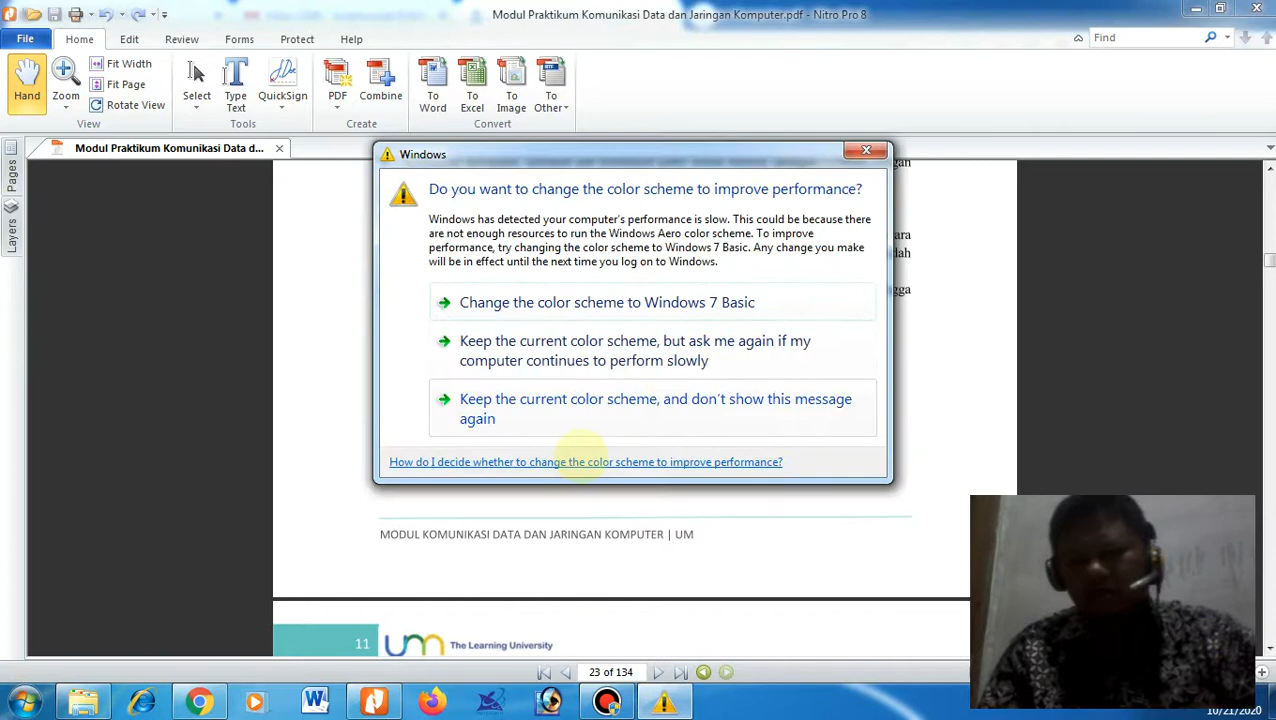 Modul Praktikum Komunikasi Data dan Jaringan Komputer.pdf - Nitro Pro 8
File Home Edit Review Forms Protect Help Find
Hand
Zoom
Fit Width
Fit Page
Rotate View
View
Select
Type
Text
QuickSign
Tools
PDF
Combine
Create
To
Word
To
Excel
To
Image
To
Other
Convert
Modul Praktikum Komunikasi Data d...
Pages
Layers
Windows
Do you want to change the color scheme to improve performance?
Windows has detected your computer's performance is slow. This could be because there
are not enough resources to run the Windows Aero color scheme. To improve
performance, try changing the color scheme to Windows 7 Basic. Any change you make
will be in effect until the next time you log on to Windows.
Change the color scheme to Windows 7 Basic
Keep the current color scheme, but ask me again if my
computer continues to perform slowly
Keep the current color scheme, and don't show this message
again
How do I decide whether to change the color scheme to improve performance?
MODUL KOMUNIKASI DATA DAN JARINGAN KOMPUTER | UM
11 um The Learning University
23 of 134
10/21/2020